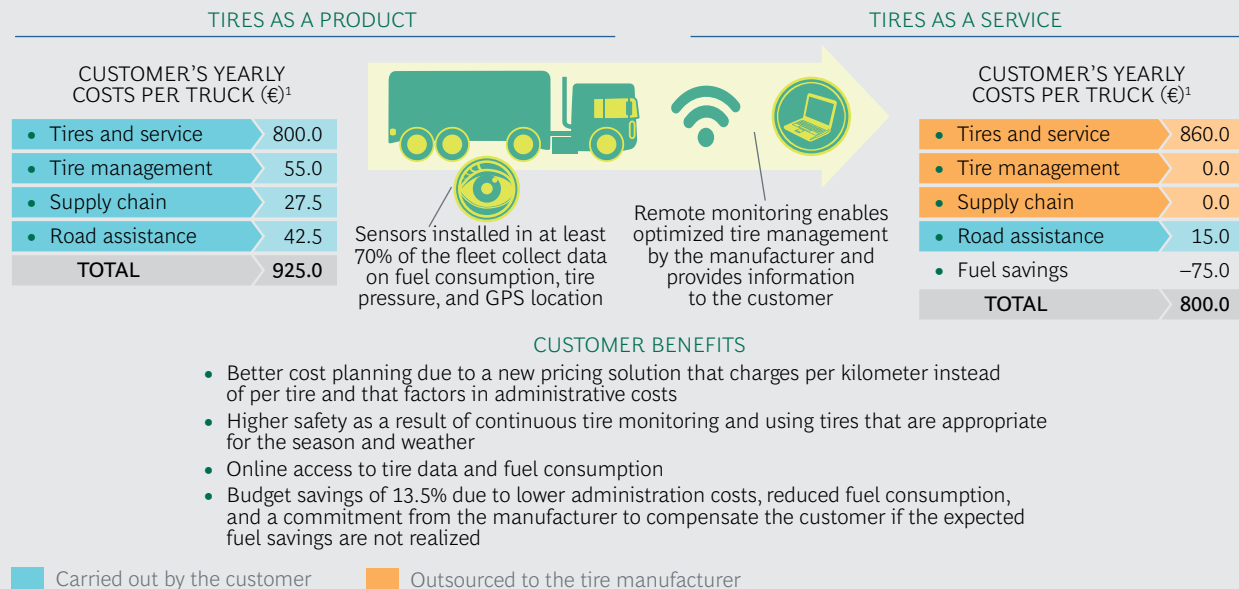 TIRES AS A PRODUCT
TIRES AS A SERVICE
CUSTOMER’S YEARLY
COSTS PER TRUCK (€)1
• Tires and service 800.0
• Tire management 55.0
• Supply chain 27.5
• Road assistance 42.5
TOTAL 925.0
Sensors installed in at least
70% of the fleet collect data
on fuel consumption, tire
pressure, and GPS location
Remote monitoring enables
optimized tire management
by the manufacturer and
provides information
to the customer
CUSTOMER’S YEARLY
COSTS PER TRUCK (€)1
• Tires and service 860.0
• Tire management 0.0
• Supply chain 0.0
• Road assistance 15.0
• Fuel savings –75.0
TOTAL 800.0
CUSTOMER BENEFITS
• Better cost planning due to a new pricing solution that charges per kilometer instead
of per tire and that factors in administrative costs
• Higher safety as a result of continuous tire monitoring and using tires that are appropriate
for the season and weather
• Online access to tire data and fuel consumption
• Budget savings of 13.5% due to lower administration costs, reduced fuel consumption,
and a commitment from the manufacturer to compensate the customer if the expected
fuel savings are not realized
Carried out by the customer
Outsourced to the tire manufacturer